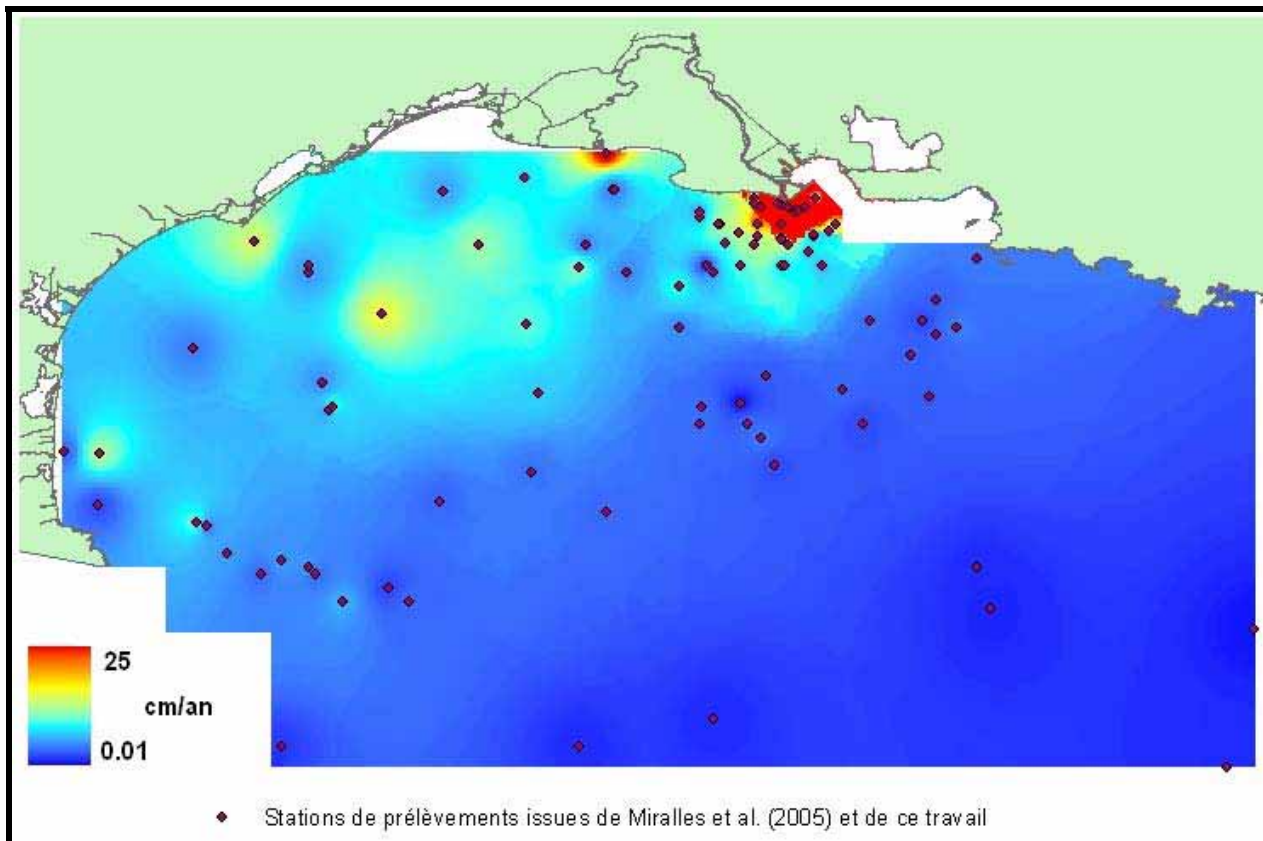 25
cm/an
0.01
Stations de prélèvements issues de Miralles et al. (2005) et de ce travail